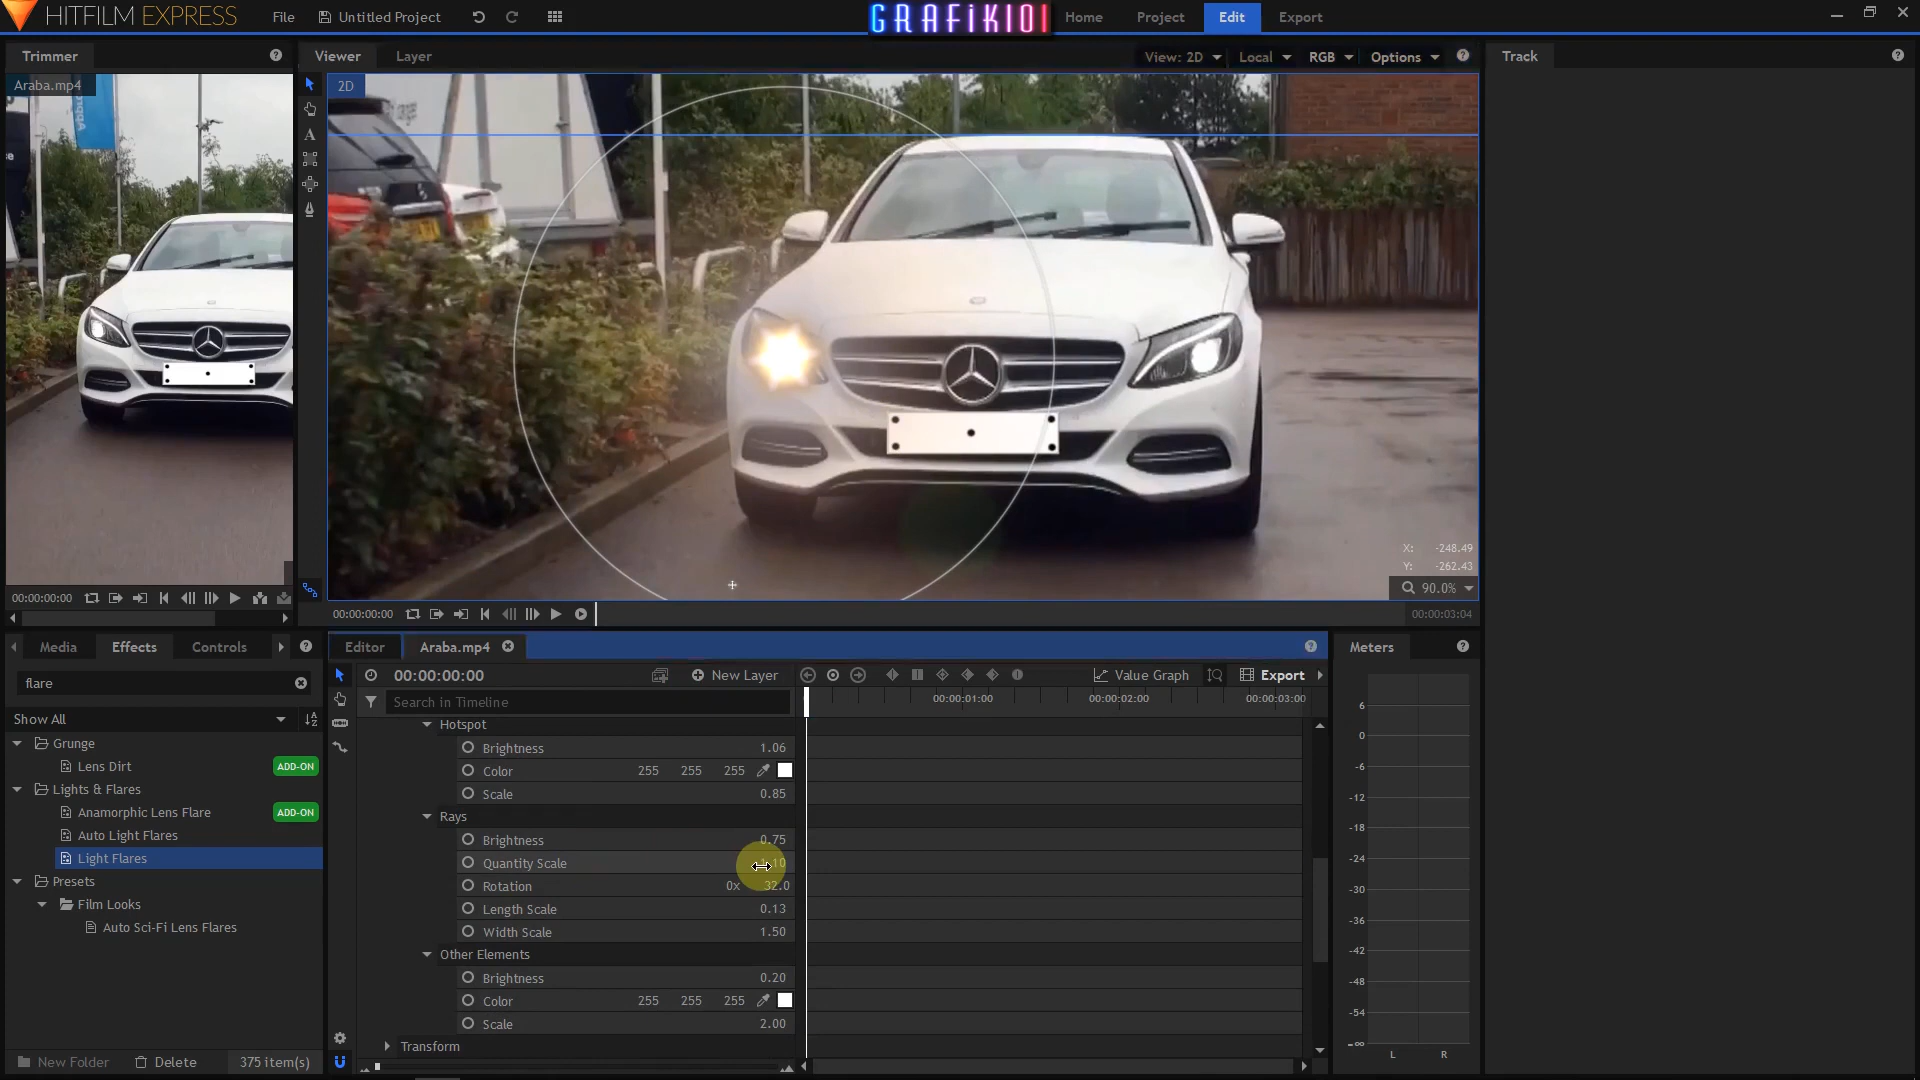 HITFILM EXPRESS
File
Untitled Project
GRAFIK101
Home
Project
Edit
Export
Trimmer
Viewer
Layer
View: 2D
Local
RGB
Options
Track
Araba.mp4
2D
X: -248.49
Y: -262.43
90.0%
00:00:00:00
00:00:00:00
00:00:03:04
Media
Effects
Controls
Editor
Araba.mp4
Meters
flare
00:00:00:00
New Layer
Value Graph
Export
Search in Timeline
00:00:01:00
00:00:02:00
00:00:03:00
Show All
Grunge
Lens Dirt
ADD-ON
Lights & Flares
Anamorphic Lens Flare
ADD-ON
Auto Light Flares
Light Flares
Presets
Film Looks
Auto Sci-Fi Lens Flares
New Folder
Delete
375 item(s)
Hotspot
Brightness 1.06
Color 255 255 255
Scale 0.85
Rays
Brightness 0.75
Quantity Scale
Rotation 0x 32.0
Length Scale 0.13
Width Scale 1.50
Other Elements
Brightness 0.20
Color 255 255 255
Scale 2.00
Transform
6
0
-6
-12
-18
-24
-30
-36
-42
-48
-54
-∞
L R